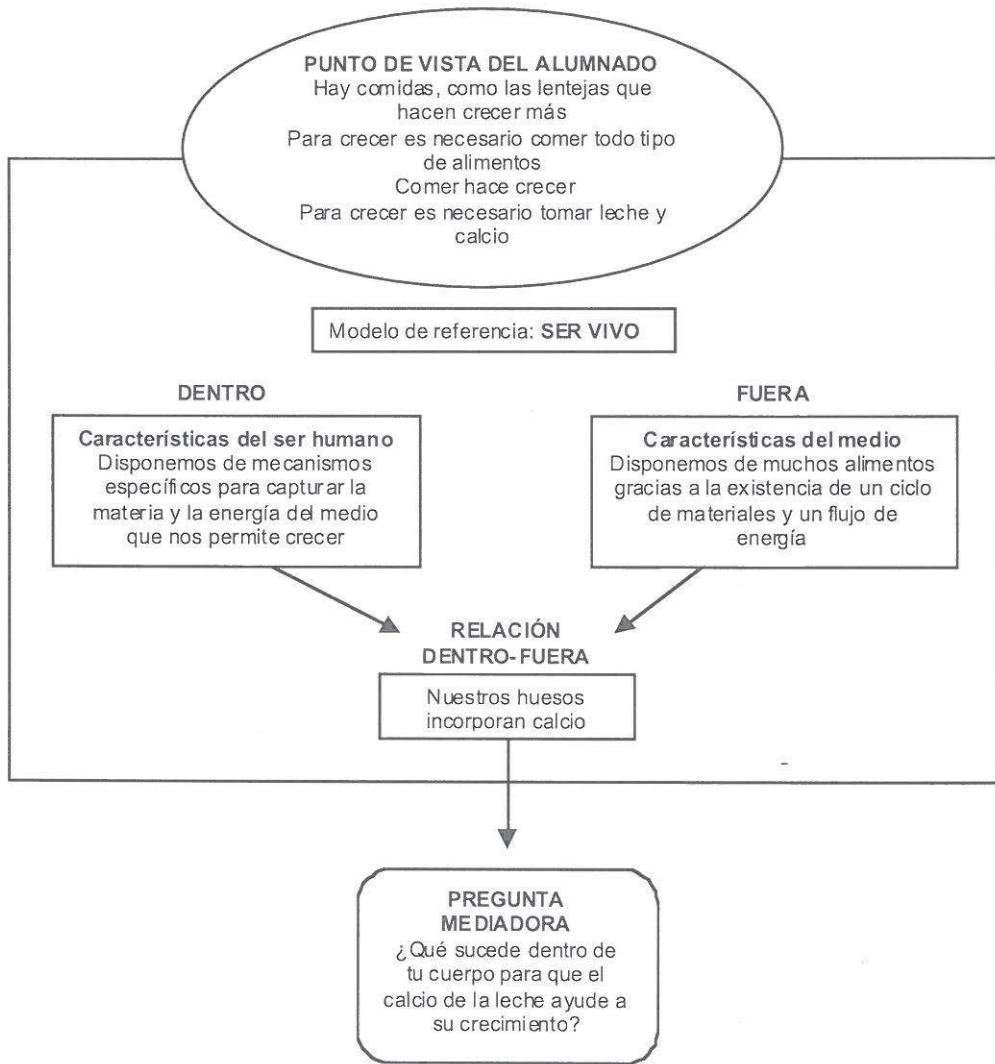 PUNTO DE VISTA DEL ALUMNADO
Hay comidas, como las lentejas que
hacen crecer más
Para crecer es necesario comer todo tipo
de alimentos
Comer hace crecer
Para crecer es necesario tomar leche y
calcio
Modelo de referencia: SER VIVO
DENTRO
Características del ser humano
Disponemos de mecanismos
específicos para capturar la
materia y la energía del medio
que nos permite crecer
FUERA
Características del medio
Disponemos de muchos alimentos
gracias a la existencia de un ciclo
de materiales y un flujo de
energía
RELACIÓN
DENTRO-FUERA
Nuestros huesos
incorporan calcio
PREGUNTA
MEDIADORA
¿Qué sucede dentro de
tu cuerpo para que el
calcio de la leche ayude a
su crecimiento?